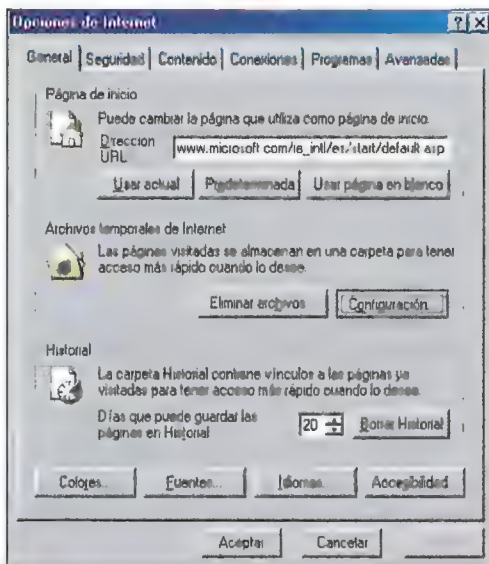 Opciones de Internet ? X
General Seguridad Contenido Conexiones Programas Avanzadas
Página de inicio
Puede cambiar la página que utiliza como página de inicio.
Dirección URL www.microsoft.com/ie_intl/es/start/default.asp
Usar actual Predeterminada Usar página en blanco
Archivos temporales de Internet
Las páginas visitadas se almacenan en una carpeta para tener
acceso más rápido cuando lo desee.
Eliminar archivos Configuración
Historial
La carpeta Historial contiene vínculos a las páginas ya
visitadas para tener acceso más rápido cuando lo desee.
Días que puede guardar las
páginas en Historial 20 Borrar Historial
Colores... Fuentes... Idiomas... Accesibilidad
Aceptar Cancelar